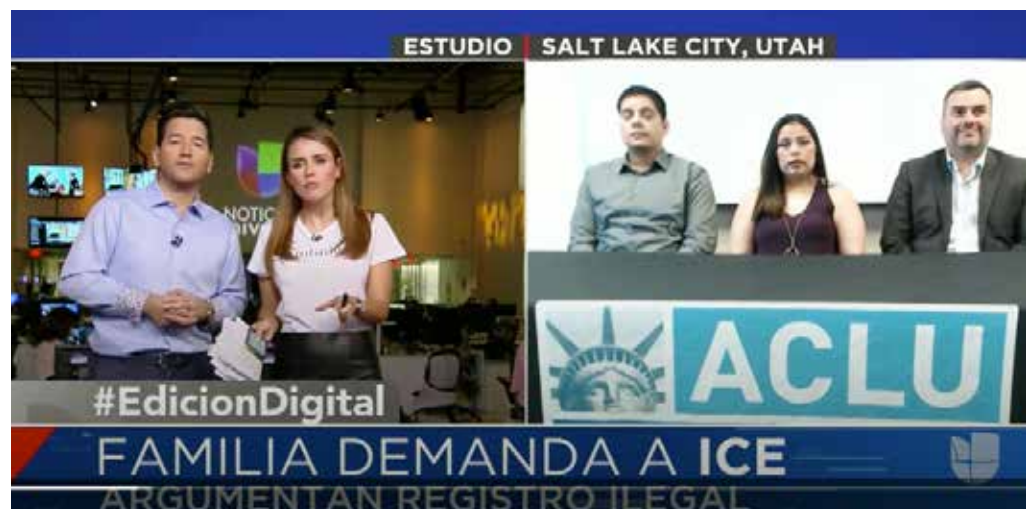 ESTUDIO
SALT LAKE CITY, UTAH
#EdicionDigital
ACLU
FAMILIA DEMANDA A ICE
ARGUMENTAN REGISTRO ILEGAL